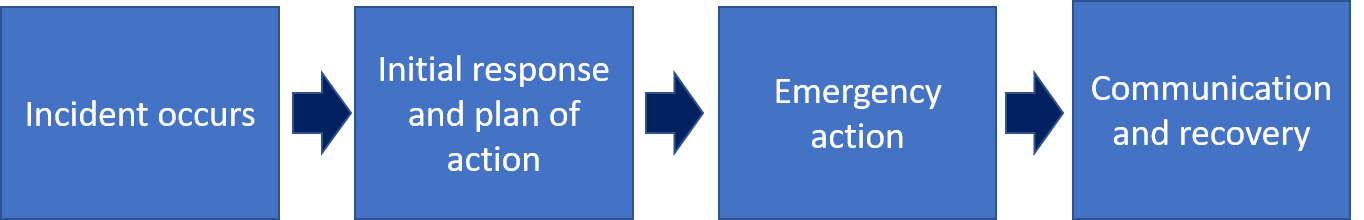 Incident occurs
Initial response
and plan of
action
Emergency
action
Communication
and recovery